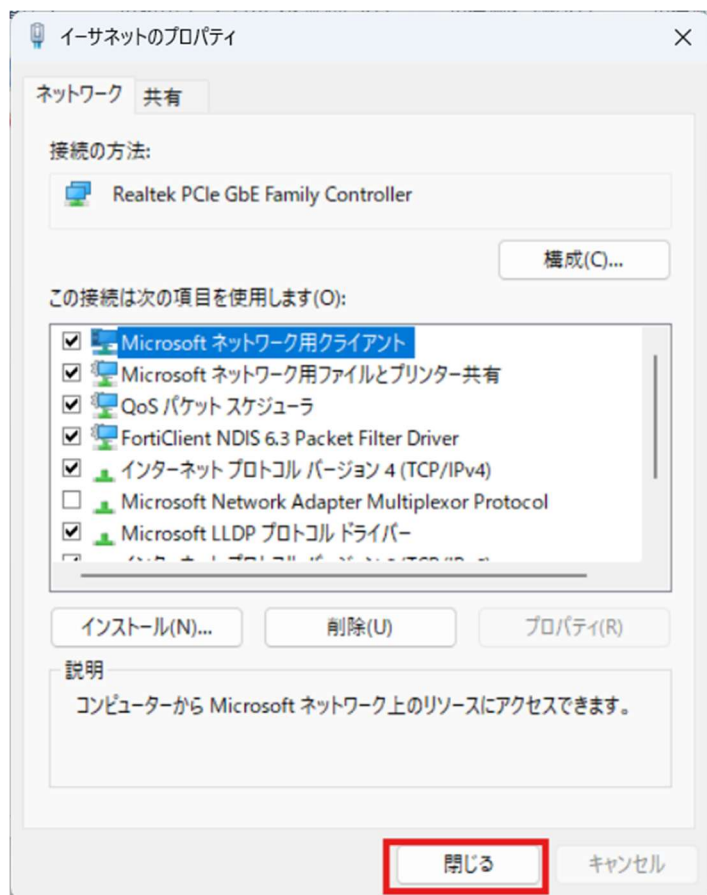 イーサネットのプロパティ
ネットワーク 共有
接続の方法:
Realtek PCIe GbE Family Controller
構成(C)...
この接続は次の項目を使用します(O):
Microsoft ネットワーク用クライアント
Microsoft ネットワーク用ファイルとプリンター共有
QoS パケット スケジューラ
FortiClient NDIS 6.3 Packet Filter Driver
インターネット プロトコル バージョン 4 (TCP/IPv4)
Microsoft Network Adapter Multiplexor Protocol
Microsoft LLDP プロトコル ドライバー
インストール(N)... 削除(U) プロパティ(R)
説明
コンピューターから Microsoft ネットワーク上のリソースにアクセスできます。
閉じる キャンセル